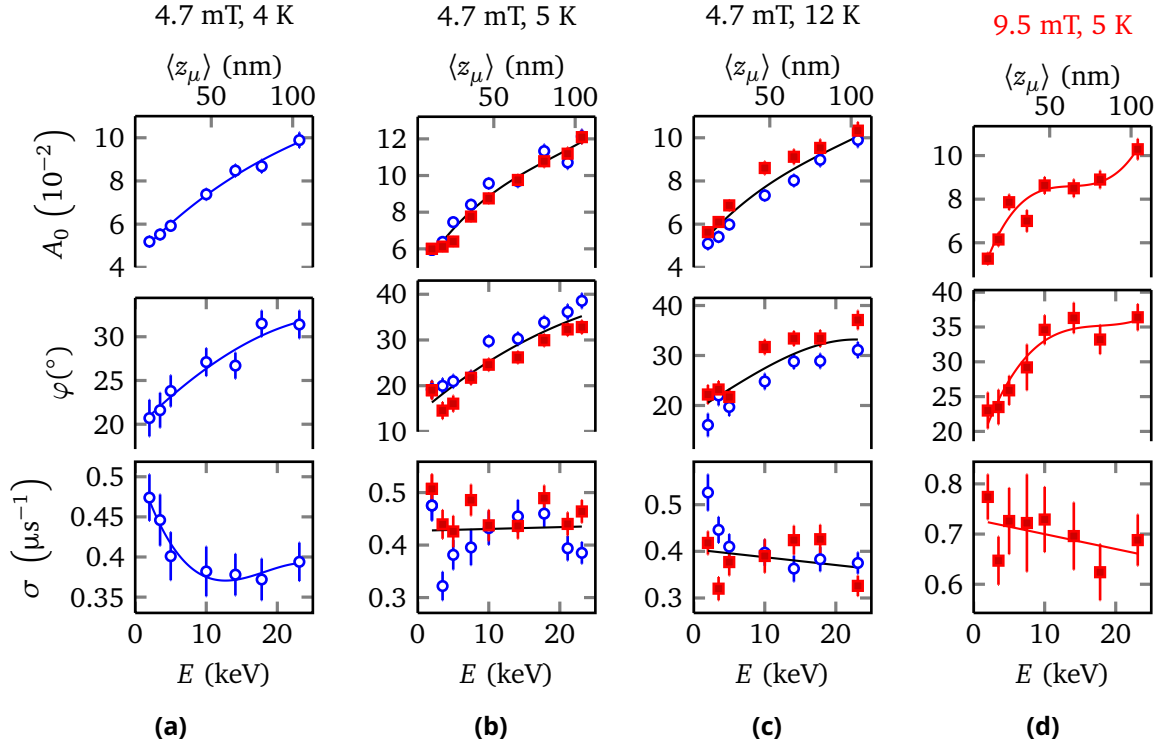 4.7 mT, 4 K
4.7 mT, 5 K
4.7 mT, 12 K
9.5 mT, 5 K
⟨z_μ⟩ (nm)
⟨z_μ⟩ (nm)
⟨z_μ⟩ (nm)
⟨z_μ⟩ (nm)
50 100
50 100
50 100
50 100
A₀ (10⁻²)
10
8
6
4
12
10
8
6
10
8
6
4
10
8
6
φ(°)
30
25
20
40
30
20
10
40
30
20
35
30
25
20
σ (μs⁻¹)
0.5
0.45
0.4
0.35
0.5
0.4
0.3
0.5
0.4
0.3
0.8
0.7
0.6
0 10 20
0 10 20
0 10 20
0 10 20
E (keV)
E (keV)
E (keV)
E (keV)
(a)
(b)
(c)
(d)